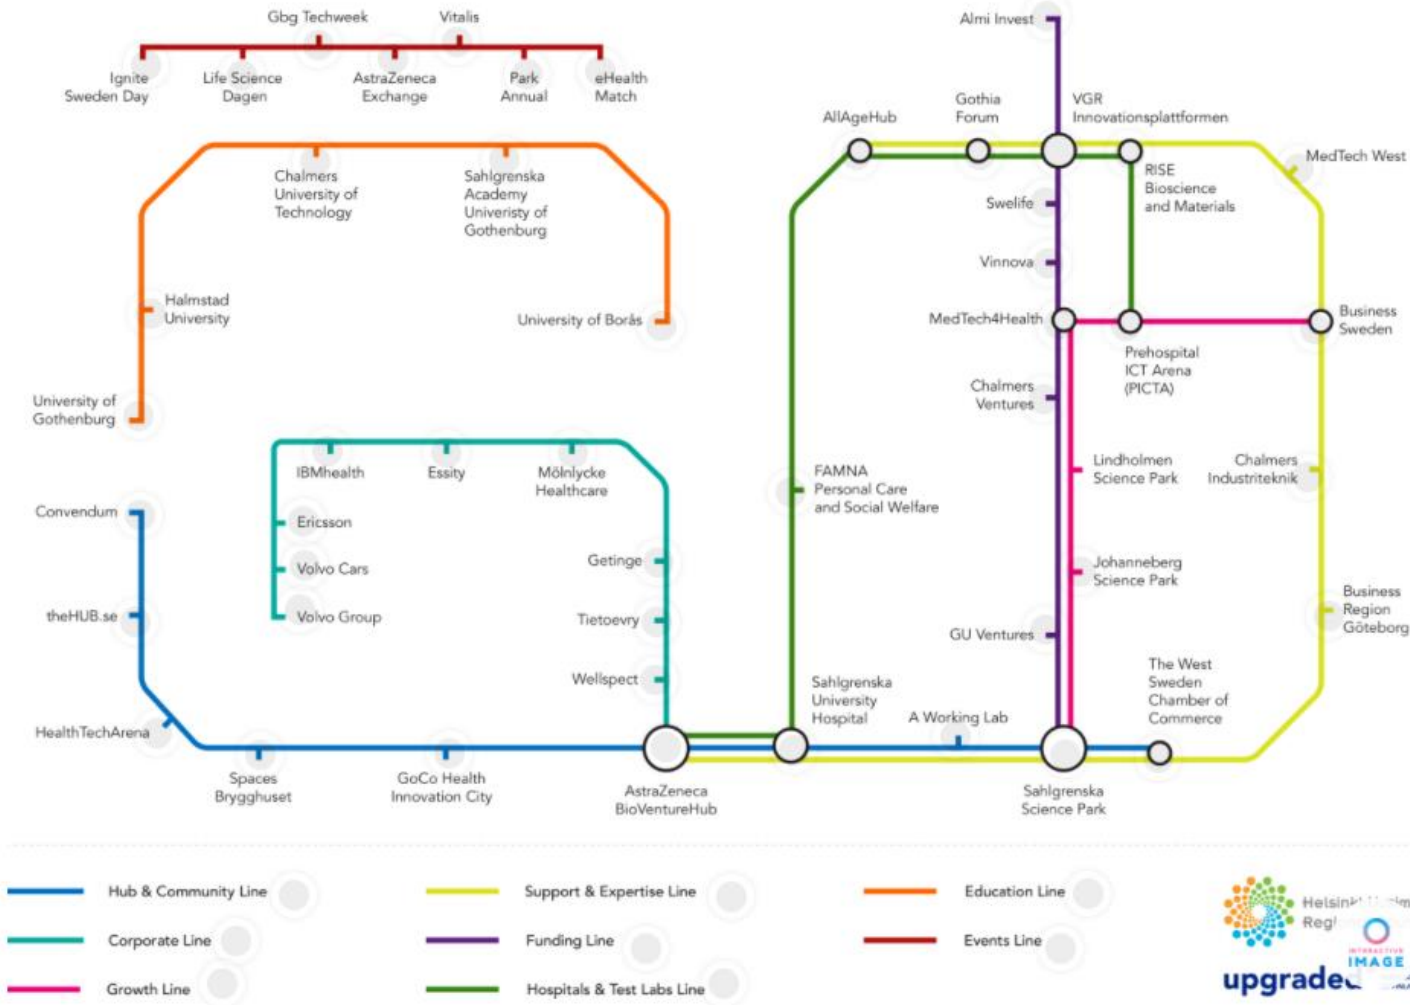 Gbg Techweek
Vitalis
Ignite
Sweden Day
Life Science
Dagen
AstraZeneca
Exchange
Park
Annual
eHealth
Match
Chalmers
University of
Technology
Sahlgrenska
Academy
Univeristy of
Gothenburg
Halmstad
University
University of Borås
University of
Gothenburg
IBMhealth
Essity
Mölnlycke
Healthcare
Ericsson
Volvo Cars
Volvo Group
Getinge
Tietoevry
Wellspect
Convendum
theHUB.se
HealthTechArena
Spaces
Brygghuset
GoCo Health
Innovation City
AstraZeneca
BioVentureHub
Almi Invest
AllAgeHub
Gothia
Forum
VGR
Innovationsplattformen
MedTech West
RISE
Bioscience
and Materials
Swelife
Vinnova
MedTech4Health
Prehospital
ICT Arena
(PICTA)
Business
Sweden
Chalmers
Ventures
FAMNA
Personal Care
and Social Welfare
Lindholmen
Science Park
Chalmers
Industriteknik
Johanneberg
Science Park
Business
Region
Göteborg
GU Ventures
Sahlgrenska
University
Hospital
A Working Lab
The West
Sweden
Chamber of
Commerce
Sahlgrenska
Science Park
Hub & Community Line
Support & Expertise Line
Education Line
Corporate Line
Funding Line
Events Line
Growth Line
Hospitals & Test Labs Line
INTERACTIVE
IMAGE
upgraded